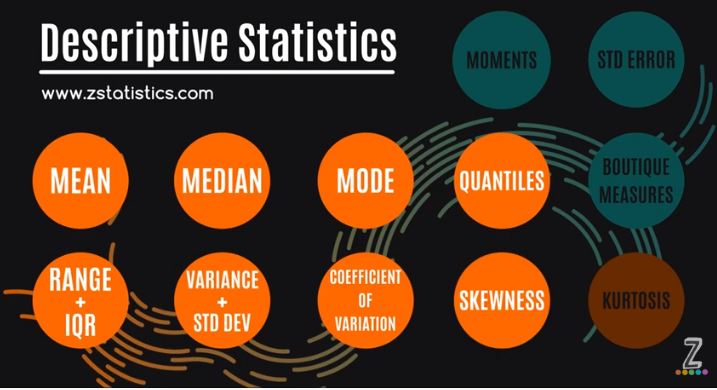 Descriptive Statistics
www.zstatistics.com
MOMENTS
STD ERROR
MEAN
MEDIAN
MODE
QUANTILES
BOUTIQUE
MEASURES
RANGE
+
IQR
VARIANCE
+
STD DEV
COEFFICIENT
OF
VARIATION
SKEWNESS
KURTOSIS
Z